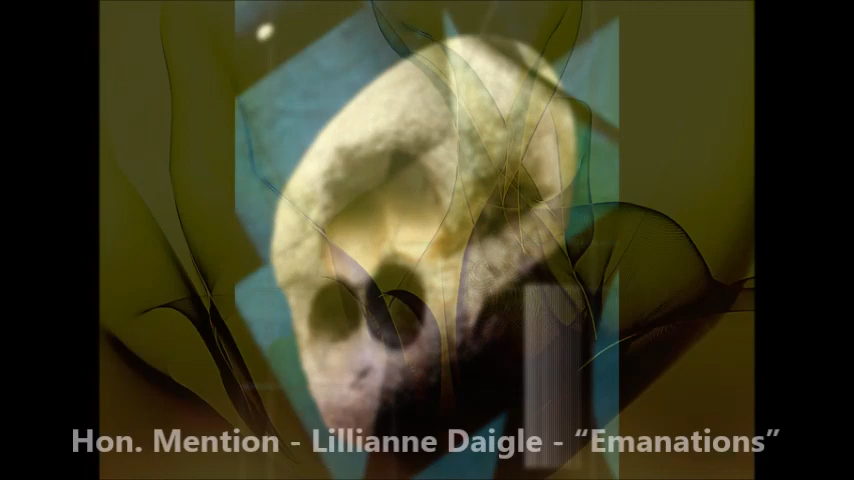 Hon. Mention - Lillianne Daigle - “Emanations”